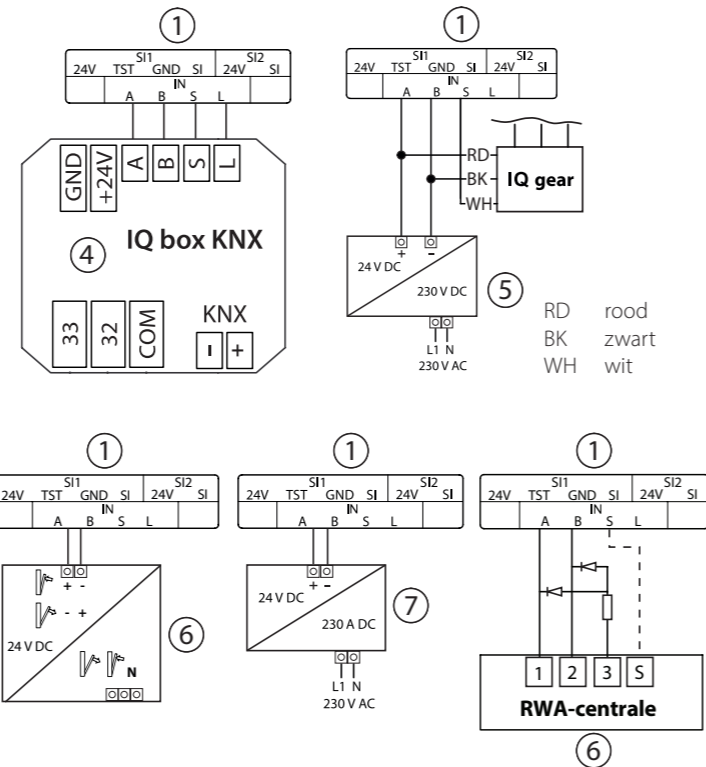 1
SI1 SI2
24V TST GND SI 24V SI
IN
A B S L
GND +24V A B S L
4 IQ box KNX
33 32 COM
KNX
- +
1
SI1 SI2
24V TST GND SI 24V SI
IN
A B S L
RD
BK IQ gear
WH
+ -
24 V DC
230 V DC
5
L1 N
230 V AC
RD rood
BK zwart
WH wit
1
SI1 SI2
24V TST GND SI 24V SI
IN
A B S L
+ -
- +
24 V DC
6
N
1
SI1 SI2
24V TST GND SI 24V SI
IN
A B S L
+ -
24 V DC
230 A DC
7
L1 N
230 V AC
1
SI1 SI2
24V TST GND SI 24V SI
IN
A B S L
1 2 3 S
RWA-centrale
6